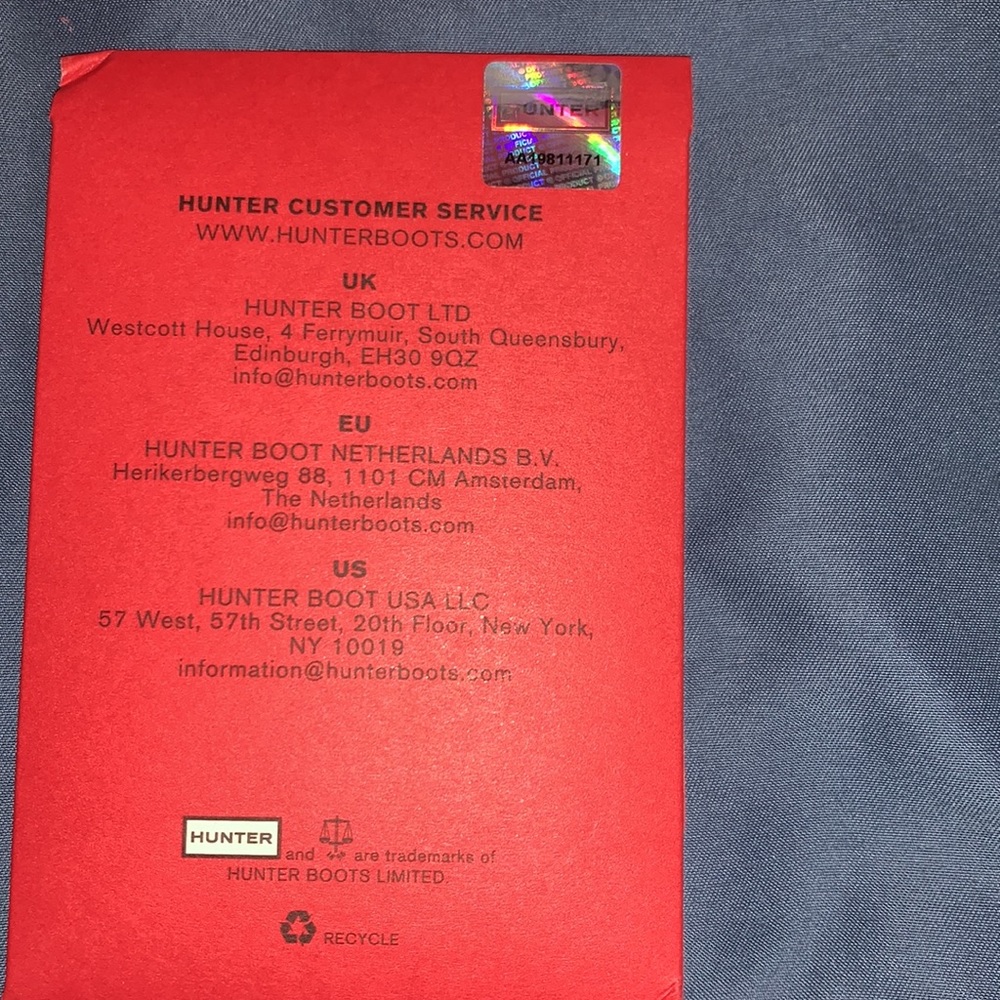 HUNTER
AA19811171
HUNTER CUSTOMER SERVICE
WWW.HUNTERBOOTS.COM
UK
HUNTER BOOT LTD
Westcott House, 4 Ferrymuir, South Queensbury,
Edinburgh, EH30 9QZ
info@hunterboots.com
EU
HUNTER BOOT NETHERLANDS B.V.
Herikerbergweg 88, 1101 CM Amsterdam,
The Netherlands
info@hunterboots.com
US
HUNTER BOOT USA LLC
57 West, 57th Street, 20th Floor, New York,
NY 10019
information@hunterboots.com
HUNTER and are trademarks of
HUNTER BOOTS LIMITED.
RECYCLE